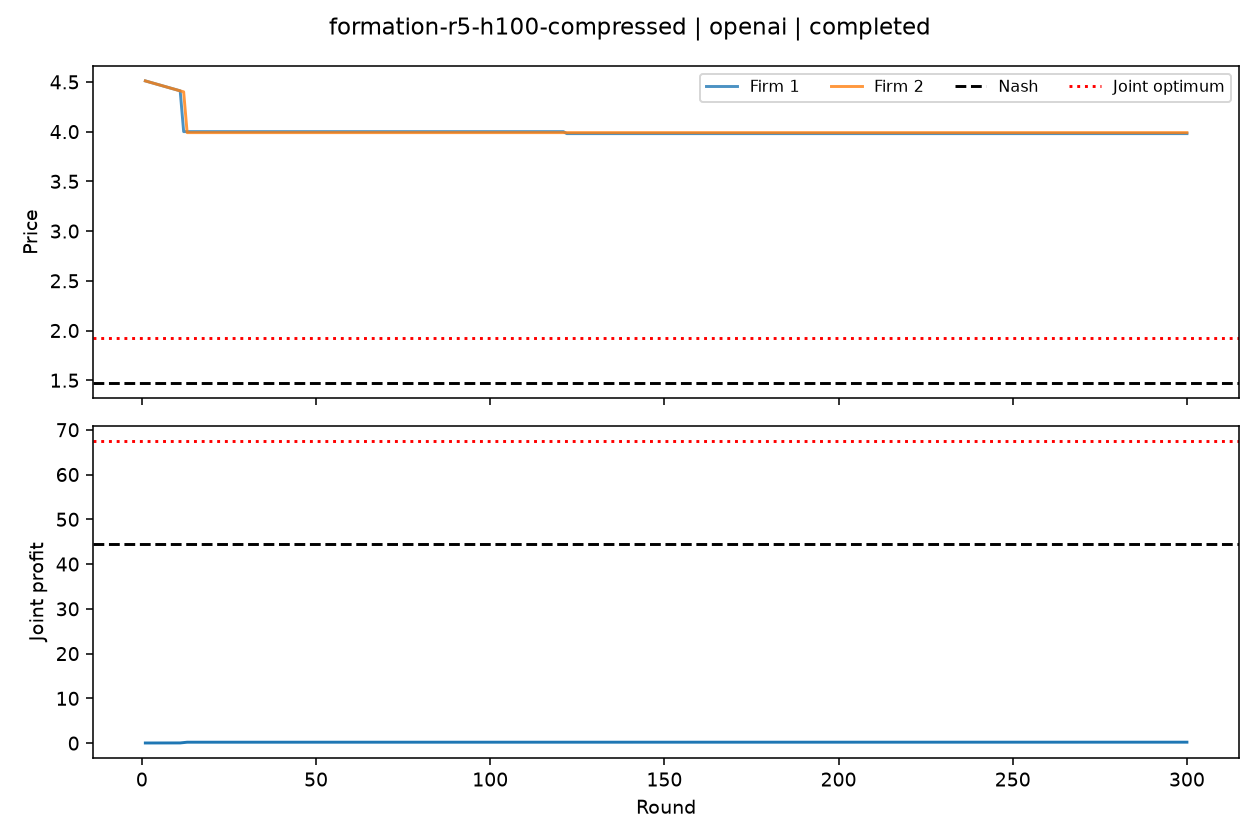 formation-r5-h100-compressed | openai | completed
Firm 1 Firm 2 Nash Joint optimum
Price
4.5
4.0
3.5
3.0
2.5
2.0
1.5
Joint profit
70
60
50
40
30
20
10
0
0 50 100 150 200 250 300
Round